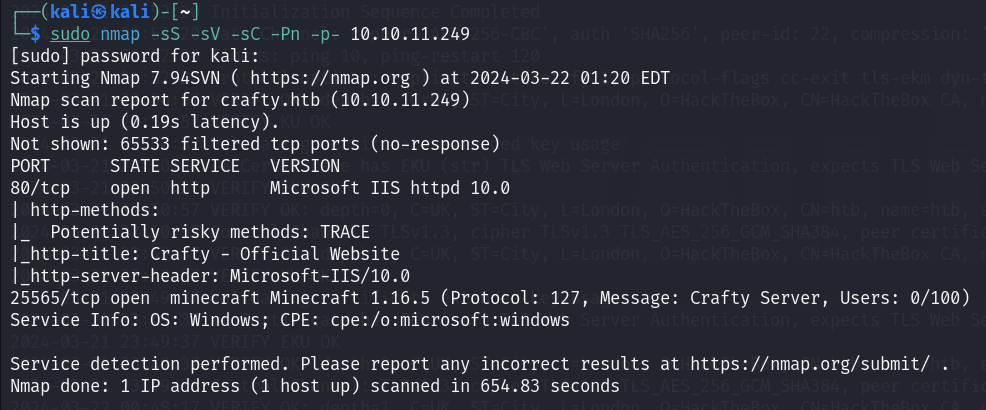 ┌──(kali㉿kali)-[~]
└─$ sudo nmap -sS -sV -sC -Pn -p- 10.10.11.249
[sudo] password for kali:
Starting Nmap 7.94SVN ( https://nmap.org ) at 2024-03-22 01:20 EDT
Nmap scan report for crafty.htb (10.10.11.249)
Host is up (0.19s latency).
Not shown: 65533 filtered tcp ports (no-response)
PORT      STATE SERVICE   VERSION
80/tcp    open  http      Microsoft IIS httpd 10.0
| http-methods:
|_  Potentially risky methods: TRACE
|_http-title: Crafty - Official Website
|_http-server-header: Microsoft-IIS/10.0
25565/tcp open  minecraft Minecraft 1.16.5 (Protocol: 127, Message: Crafty Server, Users: 0/100)
Service Info: OS: Windows; CPE: cpe:/o:microsoft:windows

Service detection performed. Please report any incorrect results at https://nmap.org/submit/ .
Nmap done: 1 IP address (1 host up) scanned in 654.83 seconds